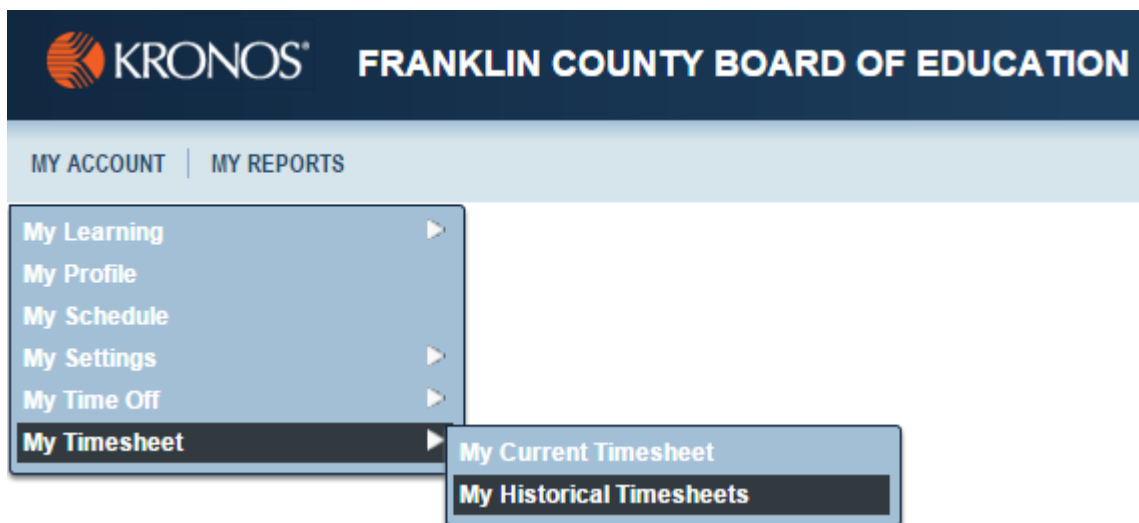 KRONOS® FRANKLIN COUNTY BOARD OF EDUCATION
MY ACCOUNT | MY REPORTS
My Learning
My Profile
My Schedule
My Settings
My Time Off
My Timesheet
My Current Timesheet
My Historical Timesheets